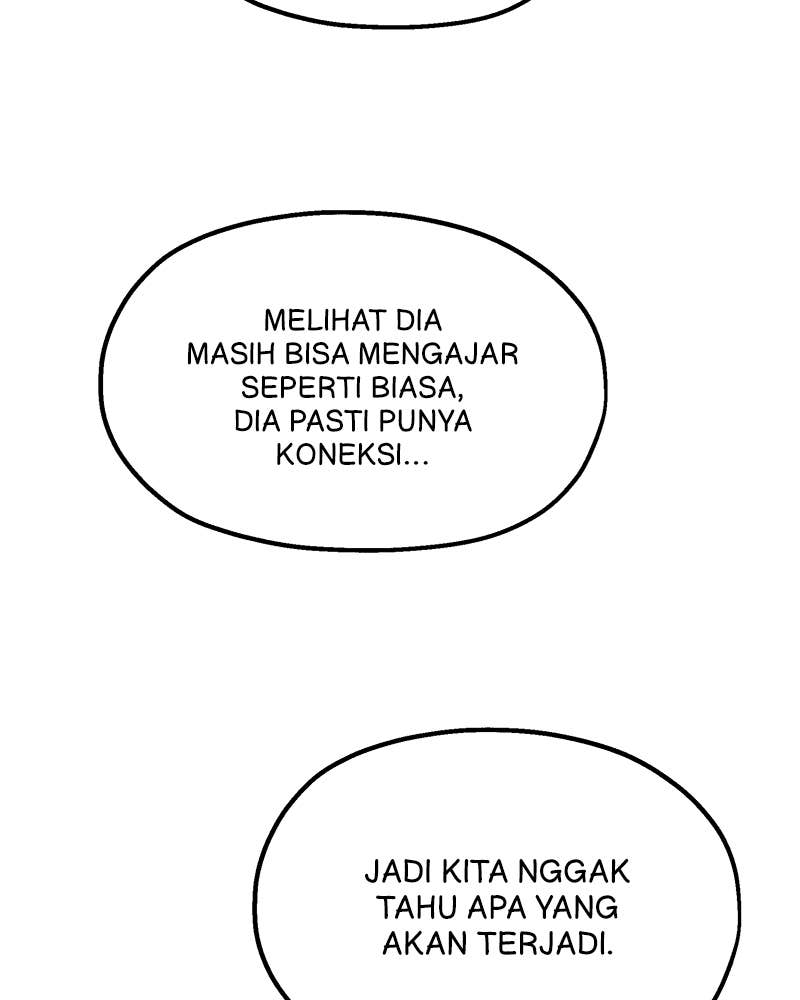 MELIHAT DIA
MASIH BISA MENGAJAR
SEPERTI BIASA,
DIA PASTI PUNYA
KONEKSI...
JADI KITA NGGAK
TAHU APA YANG
AKAN TERJADI.